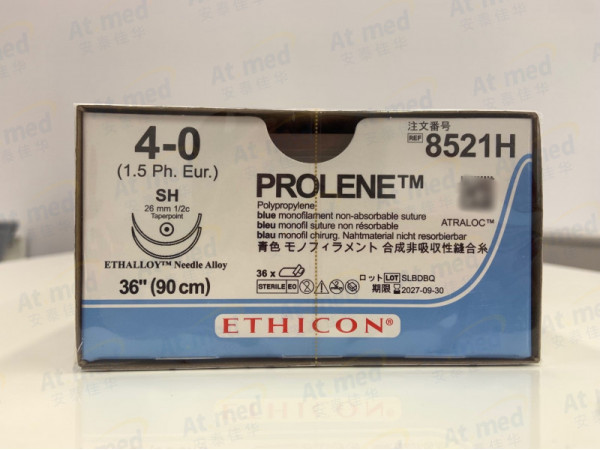 4-0
(1.5 Ph. Eur.)
SH
26 mm 1/2c
Taperpoint
ETHALLOY™ Needle Alloy
36" (90 cm)
注文番号
REF 8521H
PROLENE™
Polypropylene
blue monofilament non-absorbable suture
bleu monofil suture non résorbable
blau monofil chirurg. Nahtmaterial nicht resorbierbar
青色 モノフィラメント 合成非吸収性縫合糸
ATRALOC™
36 x
STERILE EO
ロット LOT SLBDBQ
期限 2027-09-30
ETHICON®
At med
安泰佳华